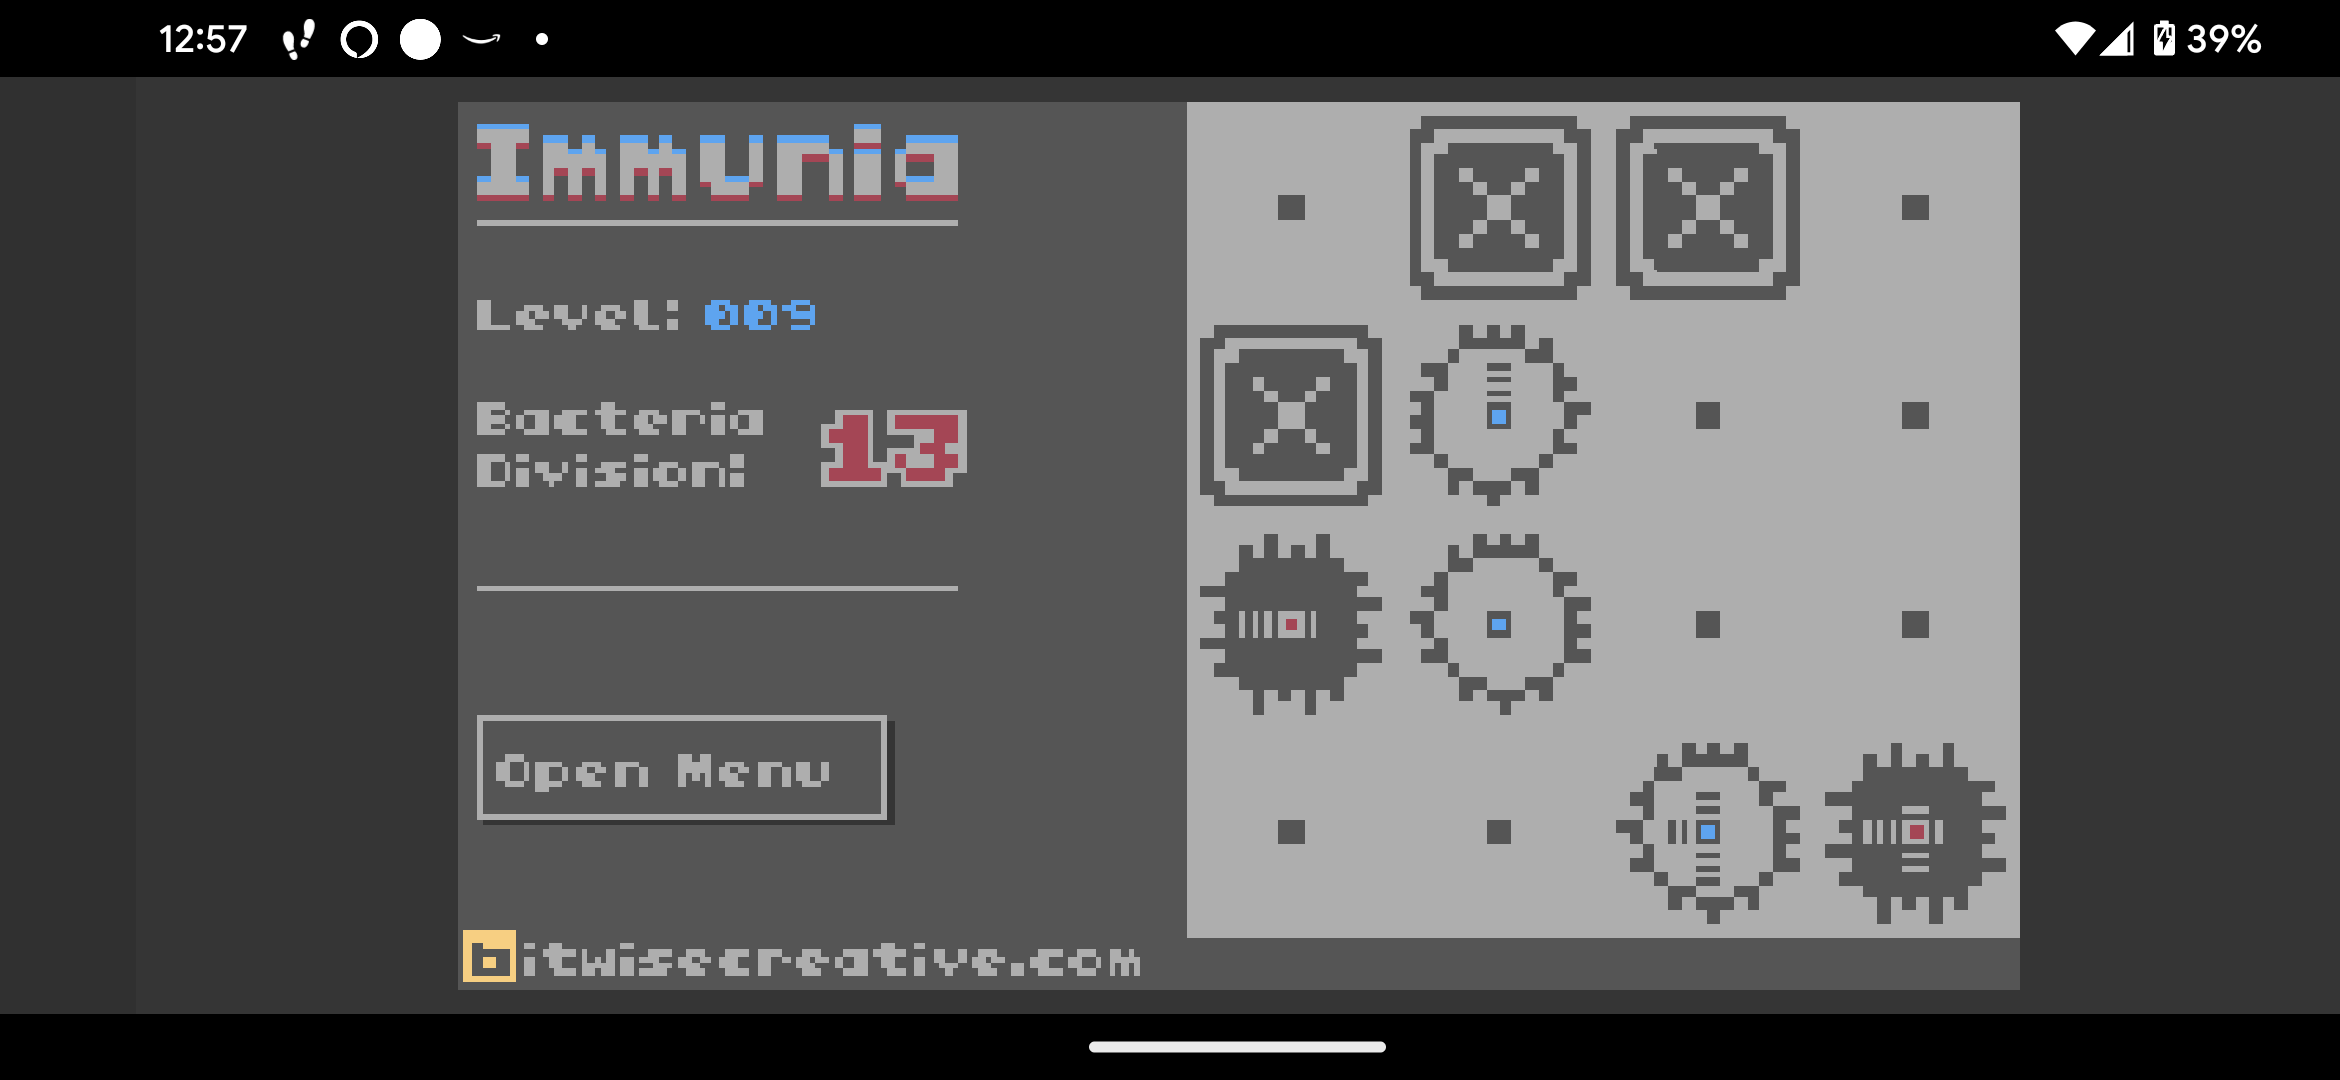 12:57
39%
Immunia
Level: 009
Bacteria
Division: 13
Open Menu
bitwisecreative.com